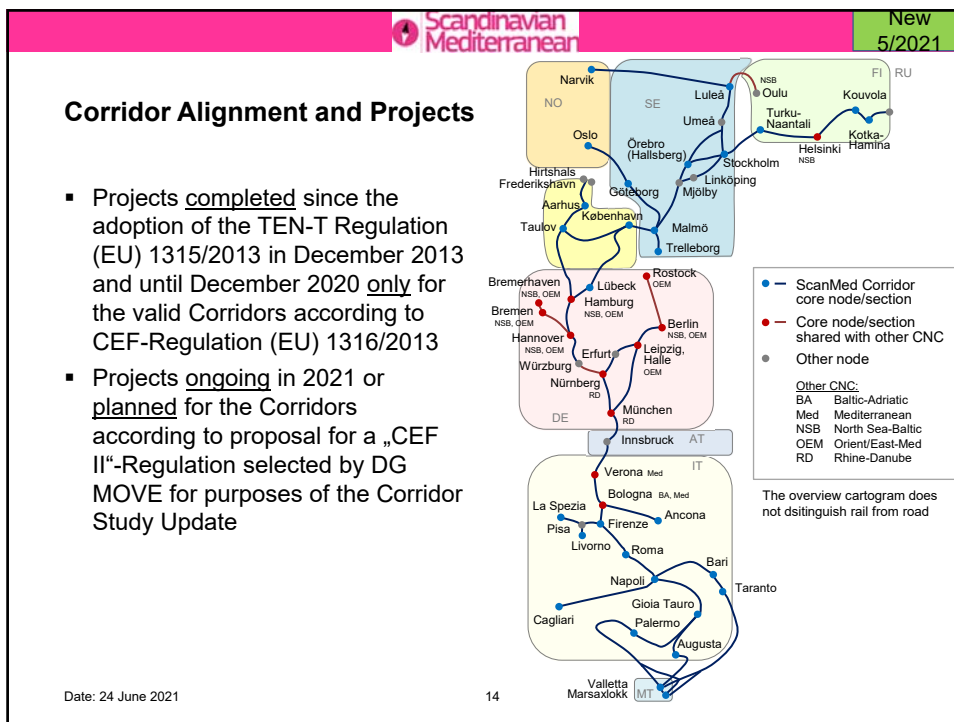 Scandinavian
Mediterranean
New
5/2021
Corridor Alignment and Projects
▪ Projects completed since the
adoption of the TEN-T Regulation
(EU) 1315/2013 in December 2013
and until December 2020 only for
the valid Corridors according to
CEF-Regulation (EU) 1316/2013
▪ Projects ongoing in 2021 or
planned for the Corridors
according to proposal for a „CEF
II“-Regulation selected by DG
MOVE for purposes of the Corridor
Study Update
Narvik
NO
SE
FI
RU
Luleå
NSB
Oulu
Kouvola
Umeå
Turku-
Naantali
Oslo
Örebro
(Hallsberg)
Helsinki
NSB
Kotka-
Hamina
Stockholm
Hirtshals
Frederikshavn
Linköping
Göteborg
Mjölby
Aarhus
København
Taulov
Malmö
Trelleborg
Bremerhaven
NSB, OEM
Lübeck
Rostock
OEM
Bremen
NSB, OEM
Hamburg
NSB, OEM
Berlin
NSB, OEM
Hannover
NSB, OEM
Erfurt
Leipzig,
Halle
OEM
Würzburg
Nürnberg
RD
München
RD
DE
Innsbruck
AT
IT
Verona Med
Bologna BA, Med
La Spezia
Ancona
Pisa
Firenze
Livorno
Roma
Bari
Napoli
Taranto
Cagliari
Gioia Tauro
Palermo
Augusta
Valletta
Marsaxlokk
MT
ScanMed Corridor
core node/section
Core node/section
shared with other CNC
Other node
Other CNC:
BA Baltic-Adriatic
Med Mediterranean
NSB North Sea-Baltic
OEM Orient/East-Med
RD Rhine-Danube
The overview cartogram does
not dsitinguish rail from road
Date: 24 June 2021
14